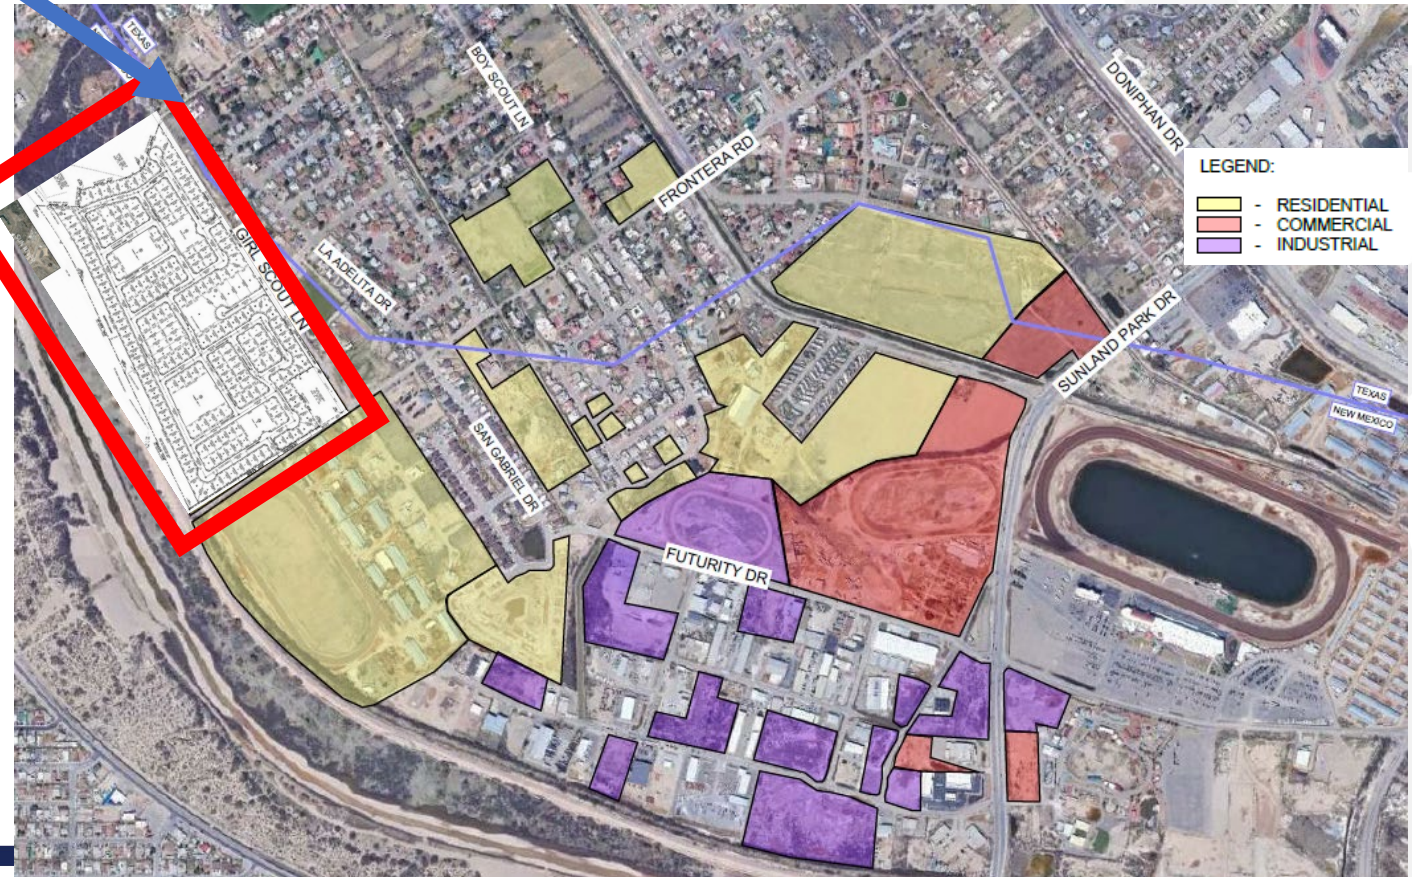 TEXAS
BOY SCOUT LN
DONIPHAN DR
FRONTERA RD
LEGEND:
- RESIDENTIAL
- COMMERCIAL
- INDUSTRIAL
GIRL SCOUT LN
LA ADELITA DR
SUNLAND PARK DR
TEXAS
NEW MEXICO
SAN GABRIEL DR
FUTURITY DR